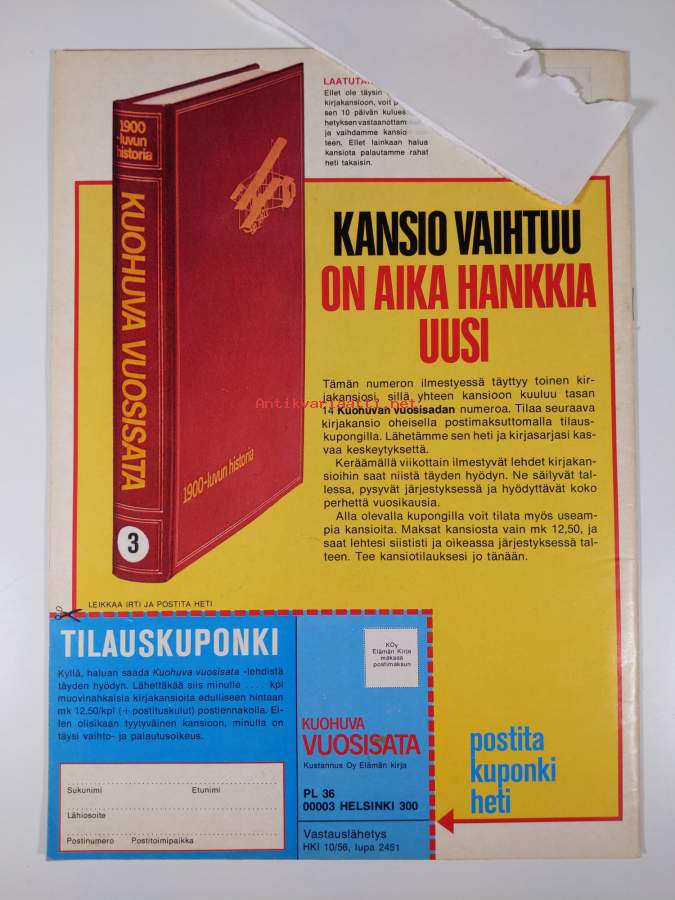 LAATUTA
Ellet ole täysin
kirjakansioon, voit
sen 10 päivän kulues
hetyksen vastaanottam
ja vaihdamme kansio
teen. Ellet lainkaan halua
kansiota palautamme rahat
heti takaisin.
1900
-luvun
historia
KUOHUVA VUOSISATA
3
1900-luvun historia
KANSIO VAIHTUU
ON AIKA HANKKIA
UUSI
Tämän numeron ilmestyessä täyttyy toinen kir-
jakansiosi, sillä yhteen kansioon kuuluu tasan
14 Kuohuvan vuosisadan numeroa. Tilaa seuraava
kirjakansio oheisella postimaksuttomalla tilaus-
kupongilla. Lähetämme sen heti ja kirjasarjasi kas-
vaa keskeytyksettä.
Keräämällä viikottain ilmestyvät lehdet kirjakan-
sioihin saat niistä täyden hyödyn. Ne säilyvät tal-
lessa, pysyvät järjestyksessä ja hyödyttävät koko
perhettä vuosikausia.
Alla olevalla kupongilla voit tilata myös useam-
pia kansioita. Maksat kansiosta vain mk 12,50, ja
saat lehtesi siististi ja oikeassa järjestyksessä tal-
teen. Tee kansiotilauksesi jo tänään.
Antikvariaatti.net
LEIKKAA IRTI JA POSTITA HETI
TILAUSKUPONKI
Kyllä, haluan saada Kuohuva vuosisata -lehdistä
täyden hyödyn. Lähettäkää siis minulle .... kpl
muovinahkaisia kirjakansioita edulliseen hintaan
mk 12.50/kpl (+ postituskulut) postiennakolla. El-
len olisikaan tyytyväinen kansioon, minulla on
täysi vaihto- ja palautusoikeus.
Sukunimi Etunimi
Lähiosoite
Postinumero Postitoimipaikka
KOy
Elämän Kirja
maksaa
postimaksun
KUOHUVA
VUOSISATA
Kustannus Oy Elämän kirja
PL 36
00003 HELSINKI 300
Vastauslähetys
HKI 10/56, lupa 2451
postita
kuponki
heti